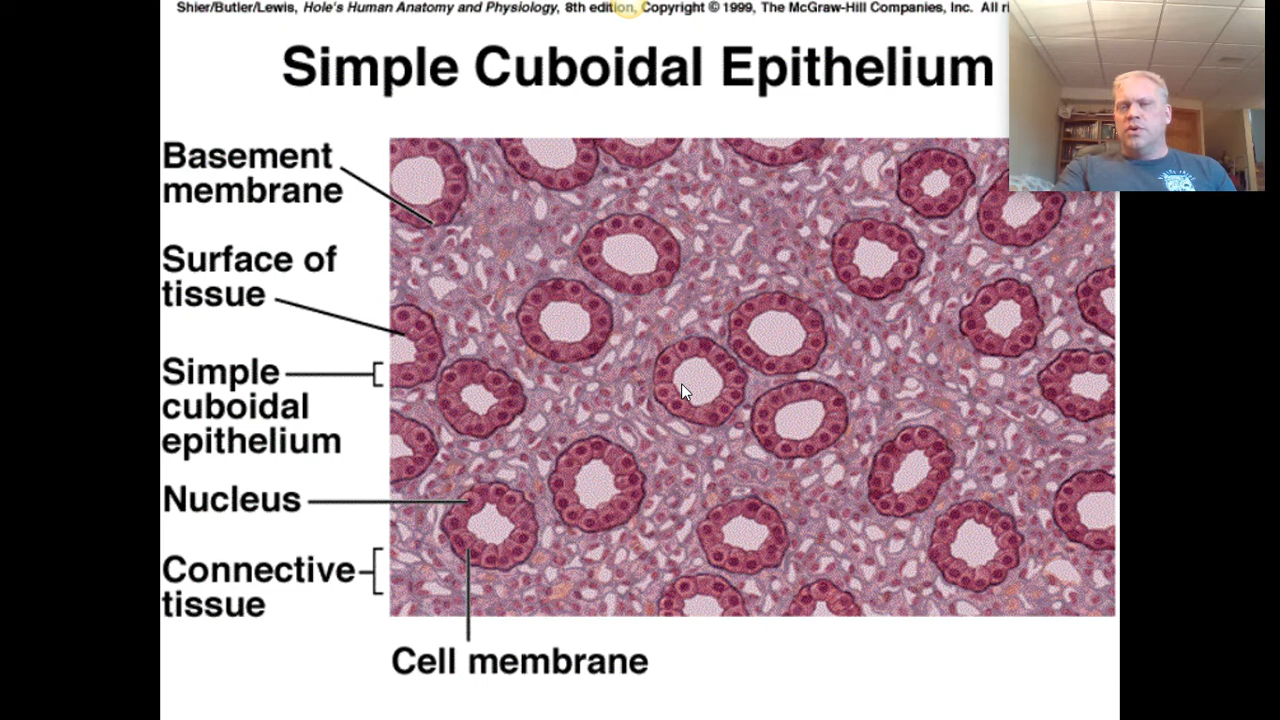 Shier/Butler/Lewis, Hole's Human Anatomy and Physiology, 8th edition, Copyright © 1999, The McGraw-Hill Companies, Inc. All
Simple Cuboidal Epithelium
Basement
membrane
Surface of
tissue
Simple
cuboidal
epithelium
Nucleus
Connective
tissue
Cell membrane